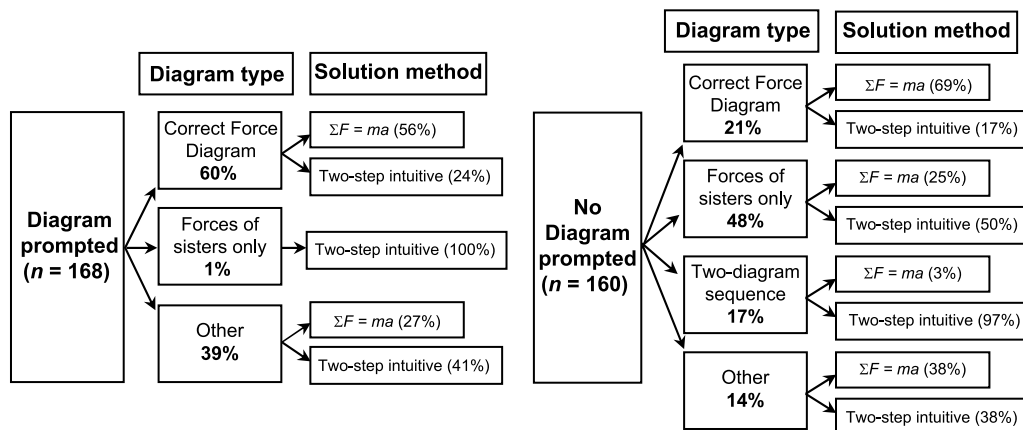 Diagram type
Solution method
Diagram
prompted
(n = 168)
Correct Force
Diagram
60%
ΣF = ma (56%)
Two-step intuitive (24%)
Forces of
sisters only
1%
Two-step intuitive (100%)
Other
39%
ΣF = ma (27%)
Two-step intuitive (41%)
Diagram type
Solution method
No
Diagram
prompted
(n = 160)
Correct Force
Diagram
21%
ΣF = ma (69%)
Two-step intuitive (17%)
Forces of
sisters only
48%
ΣF = ma (25%)
Two-step intuitive (50%)
Two-diagram
sequence
17%
ΣF = ma (3%)
Two-step intuitive (97%)
Other
14%
ΣF = ma (38%)
Two-step intuitive (38%)